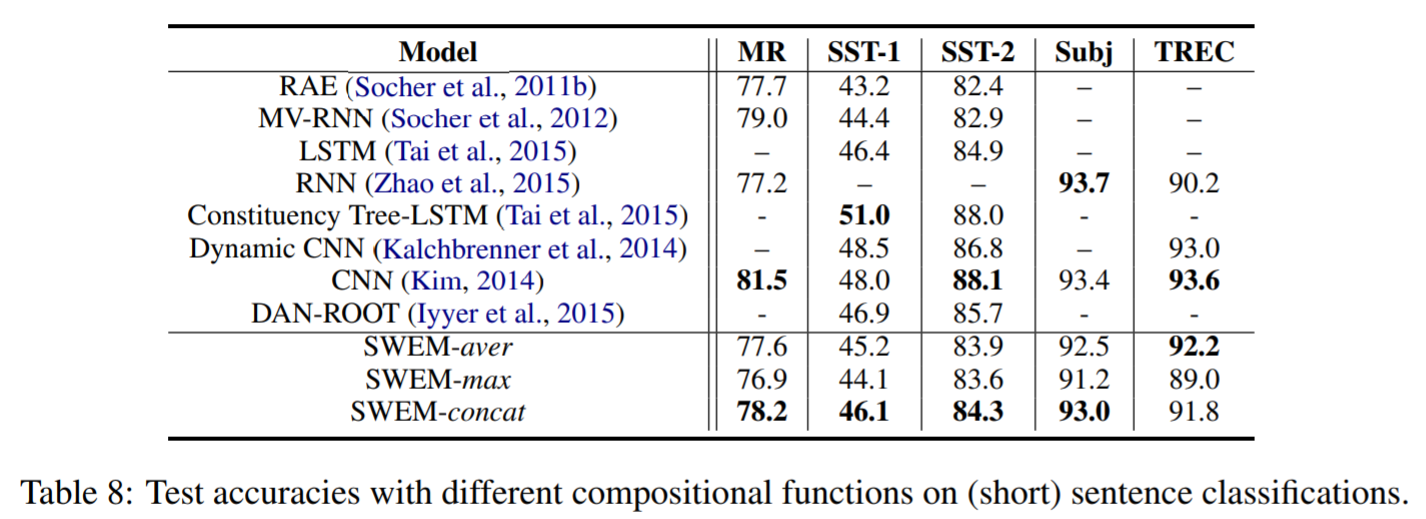 Model MR SST-1 SST-2 Subj TREC
RAE (Socher et al., 2011b) 77.7 43.2 82.4 – –
MV-RNN (Socher et al., 2012) 79.0 44.4 82.9 – –
LSTM (Tai et al., 2015) – 46.4 84.9 – –
RNN (Zhao et al., 2015) 77.2 – – 93.7 90.2
Constituency Tree-LSTM (Tai et al., 2015) - 51.0 88.0 - -
Dynamic CNN (Kalchbrenner et al., 2014) – 48.5 86.8 – 93.0
CNN (Kim, 2014) 81.5 48.0 88.1 93.4 93.6
DAN-ROOT (Iyyer et al., 2015) - 46.9 85.7 - -
SWEM-aver 77.6 45.2 83.9 92.5 92.2
SWEM-max 76.9 44.1 83.6 91.2 89.0
SWEM-concat 78.2 46.1 84.3 93.0 91.8
Table 8: Test accuracies with different compositional functions on (short) sentence classifications.